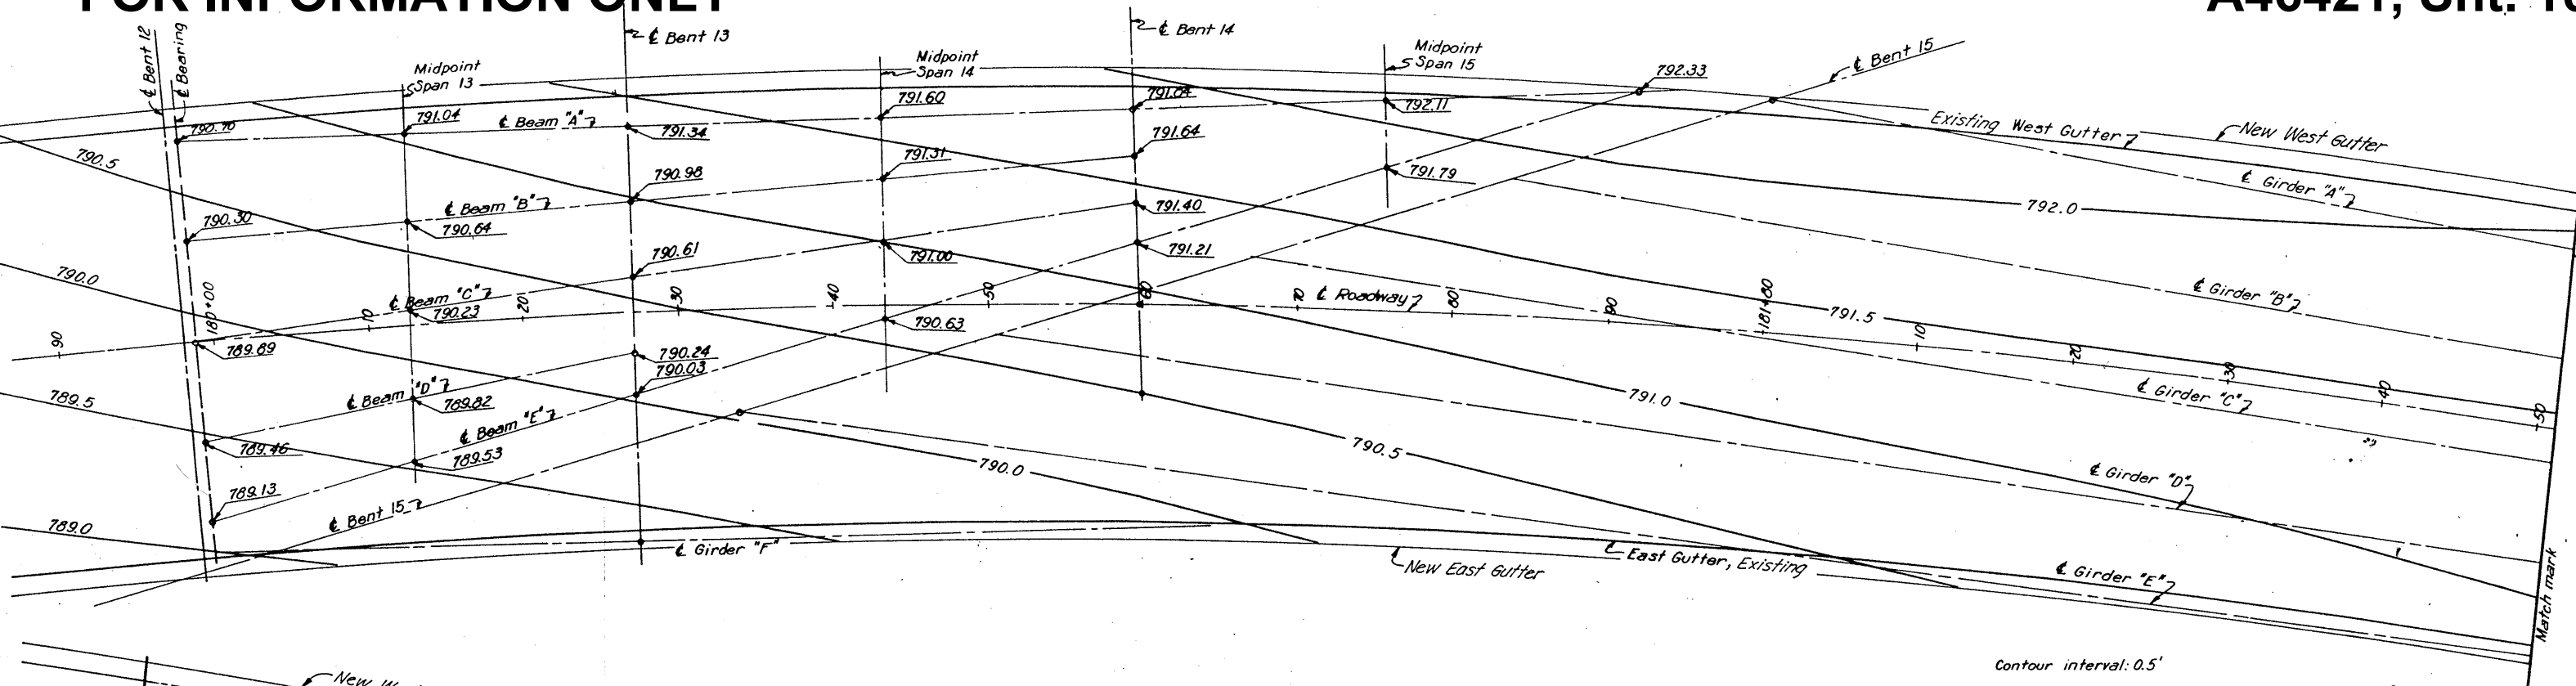 FOR INFORMATION ONLY
A40421, Sht. 10
℄ Bent 12
℄ Bearing
℄ Bent 13
℄ Bent 14
℄ Bent 15
Midpoint
Span 13
Midpoint
Span 14
Midpoint
Span 15
790.70
791.04
℄ Beam "A"
791.34
791.60
791.84
792.11
792.33
790.5
790.30
℄ Beam "B"
790.64
790.98
791.31
791.64
791.79
Existing West Gutter
New West Gutter
℄ Girder "A"
792.0
790.0
180+00
℄ Beam "C"
790.23
790.61
791.00
791.40
791.21
℄ Girder "B"
90
789.89
10
20
30
40
50
60
70
℄ Roadway
80
90
181+80
791.5
10
20
30
40
50
790.63
790.24
790.03
℄ Beam "D"
789.82
789.5
789.46
℄ Beam "E"
789.53
789.13
℄ Bent 15
789.0
790.0
790.5
791.0
℄ Girder "C"
℄ Girder "D"
℄ Girder "F"
New East Gutter
East Gutter, Existing
℄ Girder "E"
Match mark
Contour interval: 0.5'
New W